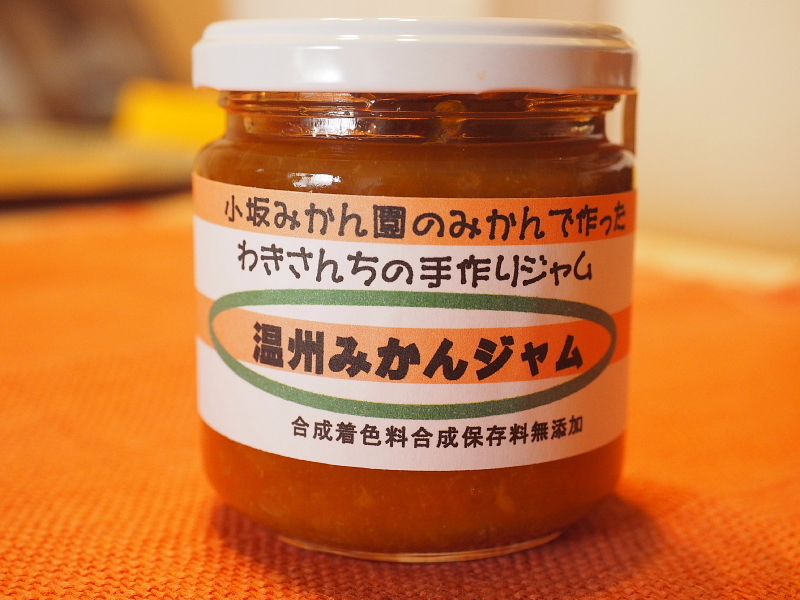 小坂みかん園のみかんで作った
わきさんちの手作りジャム
温州みかんジャム
合成着色料合成保存料無添加